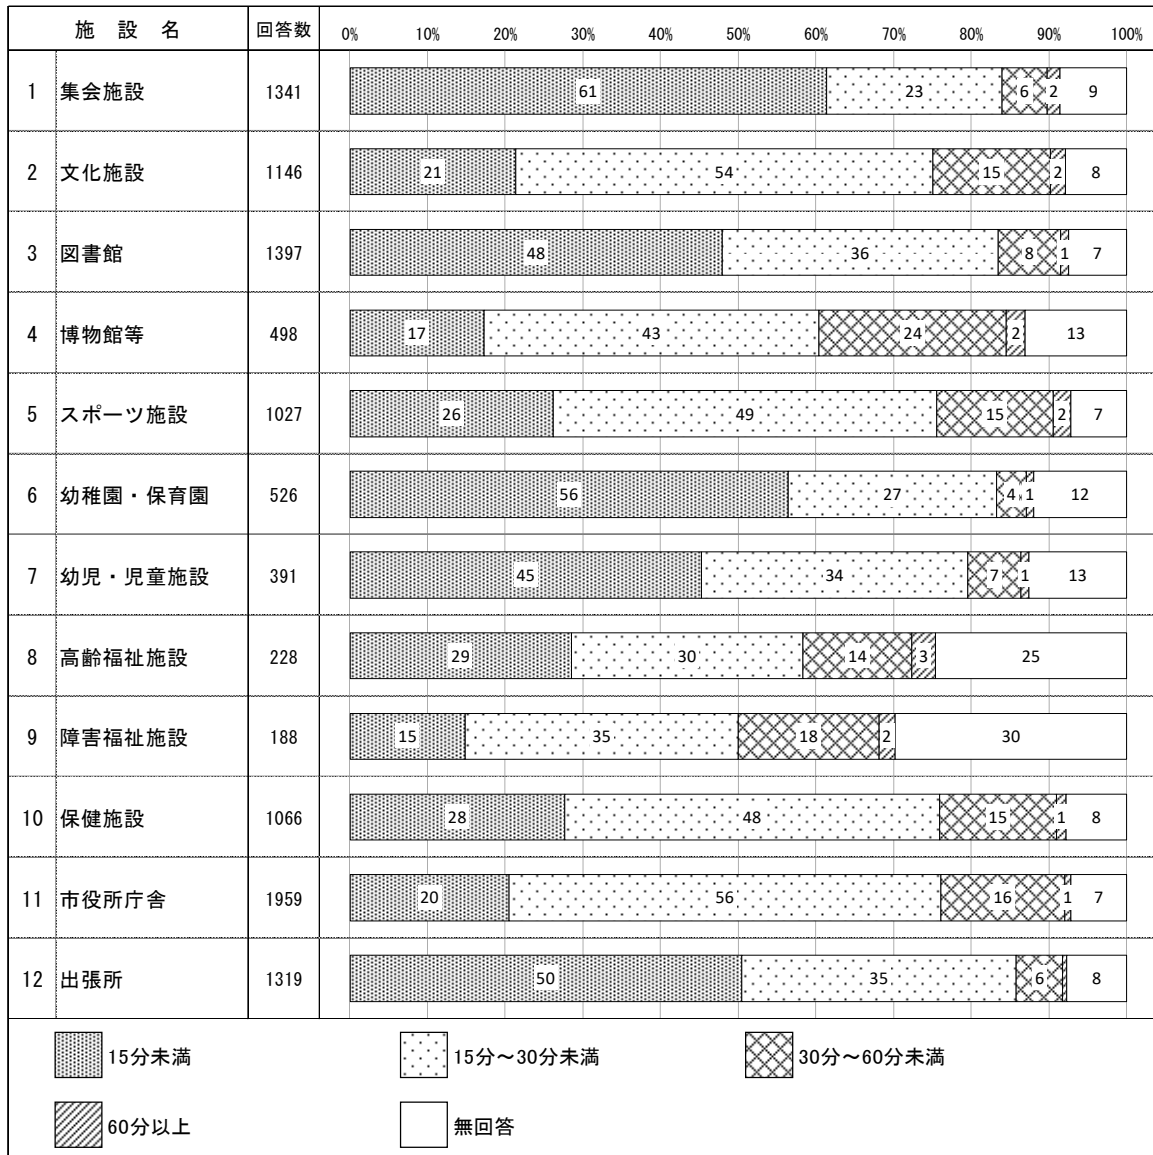 施 設 名 回答数 0% 10% 20% 30% 40% 50% 60% 70% 80% 90% 100%
1 集会施設 1341 61 23 6 2 9
2 文化施設 1146 21 54 15 2 8
3 図書館 1397 48 36 8 1 7
4 博物館等 498 17 43 24 2 13
5 スポーツ施設 1027 26 49 15 2 7
6 幼稚園・保育園 526 56 27 4 1 12
7 幼児・児童施設 391 45 34 7 1 13
8 高齢福祉施設 228 29 30 14 3 25
9 障害福祉施設 188 15 35 18 2 30
10 保健施設 1066 28 48 15 1 8
11 市役所庁舎 1959 20 56 16 1 7
12 出張所 1319 50 35 6 8
15分未満 15分～30分未満 30分～60分未満
60分以上 無回答